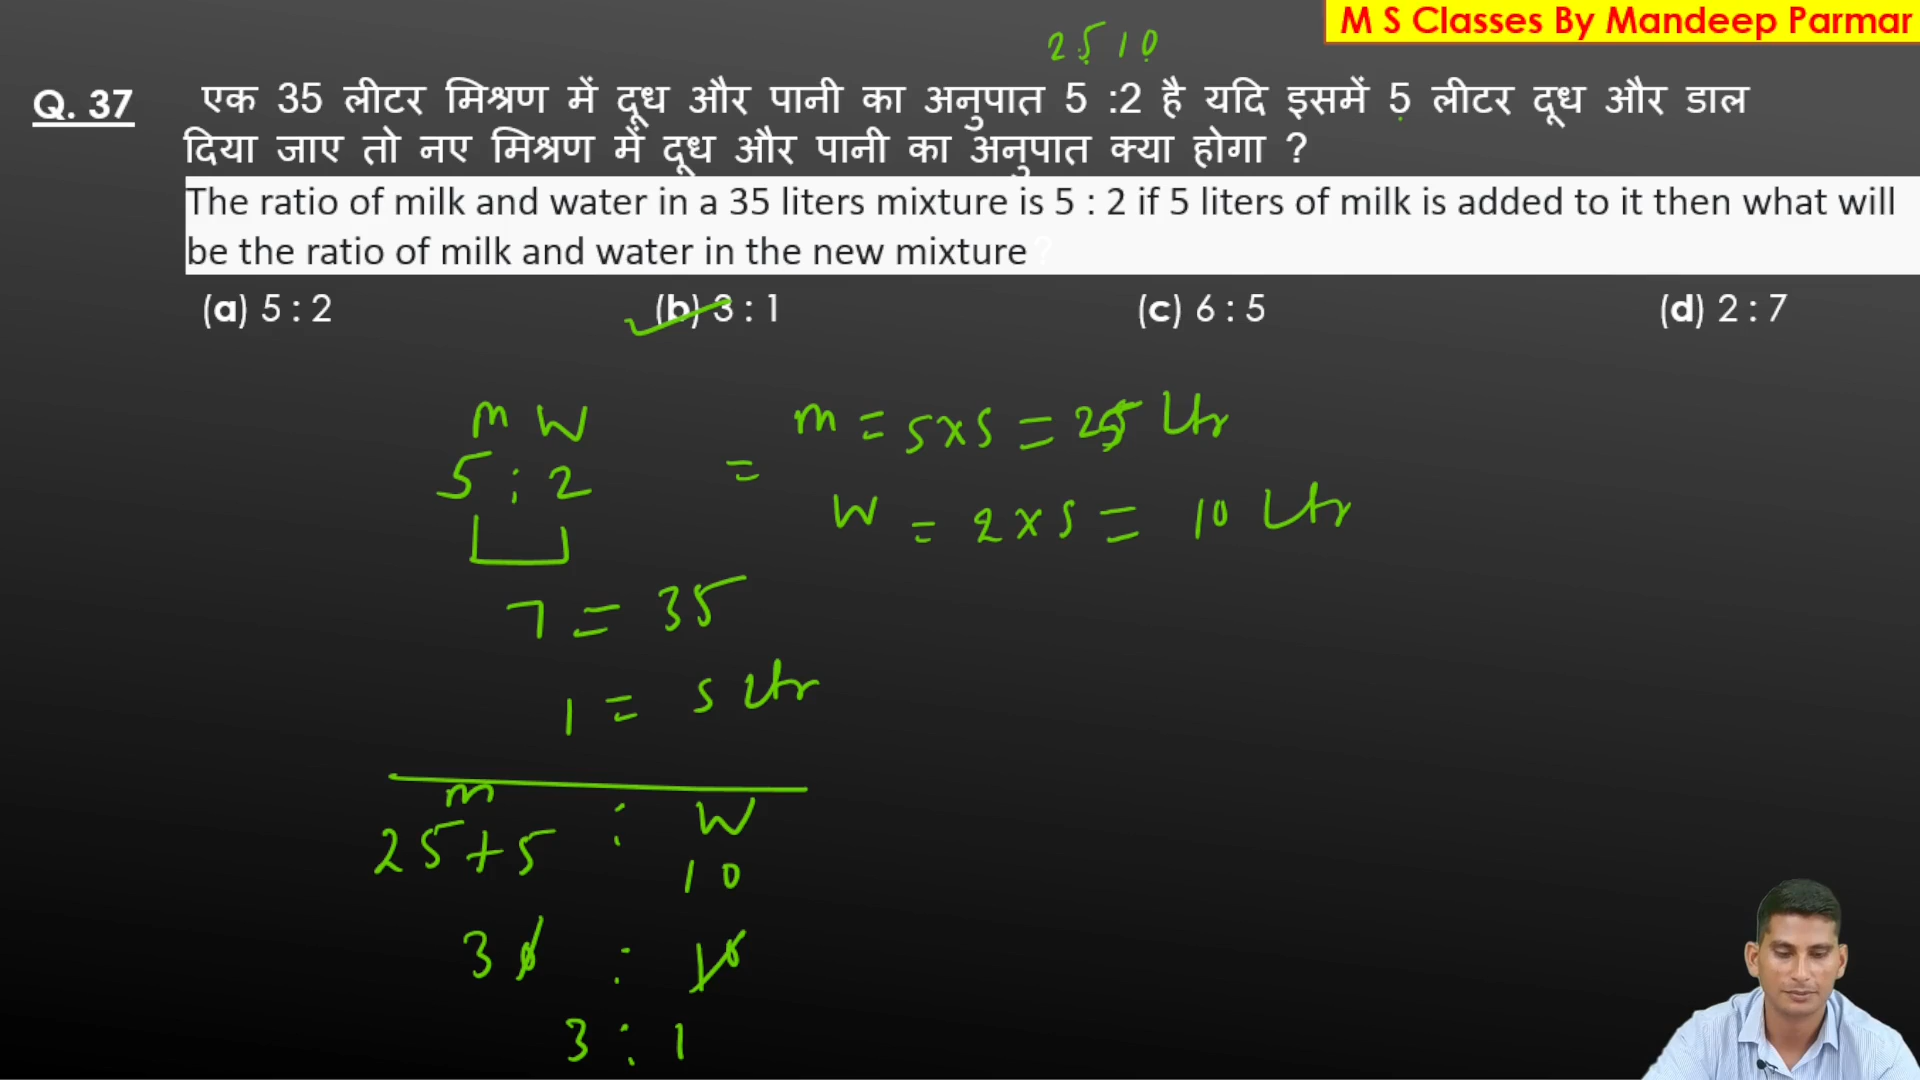 M S Classes By Mandeep Parmar
25 10
Q. 37 एक 35 लीटर मिश्रण में दूध और पानी का अनुपात 5 :2 है यदि इसमें 5 लीटर दूध और डाल
दिया जाए तो नए मिश्रण में दूध और पानी का अनुपात क्या होगा ?
The ratio of milk and water in a 35 liters mixture is 5 : 2 if 5 liters of milk is added to it then what will
be the ratio of milk and water in the new mixture ?
(a) 5 : 2 (b) 3 : 1 (c) 6 : 5 (d) 2 : 7
m W
5 : 2
= m = 5 x 5 = 25 Ltr
W = 2 x 5 = 10 Ltr
7 = 35
1 = 5 Ltr
m : W
25+5 10
30 : 10
3 : 1